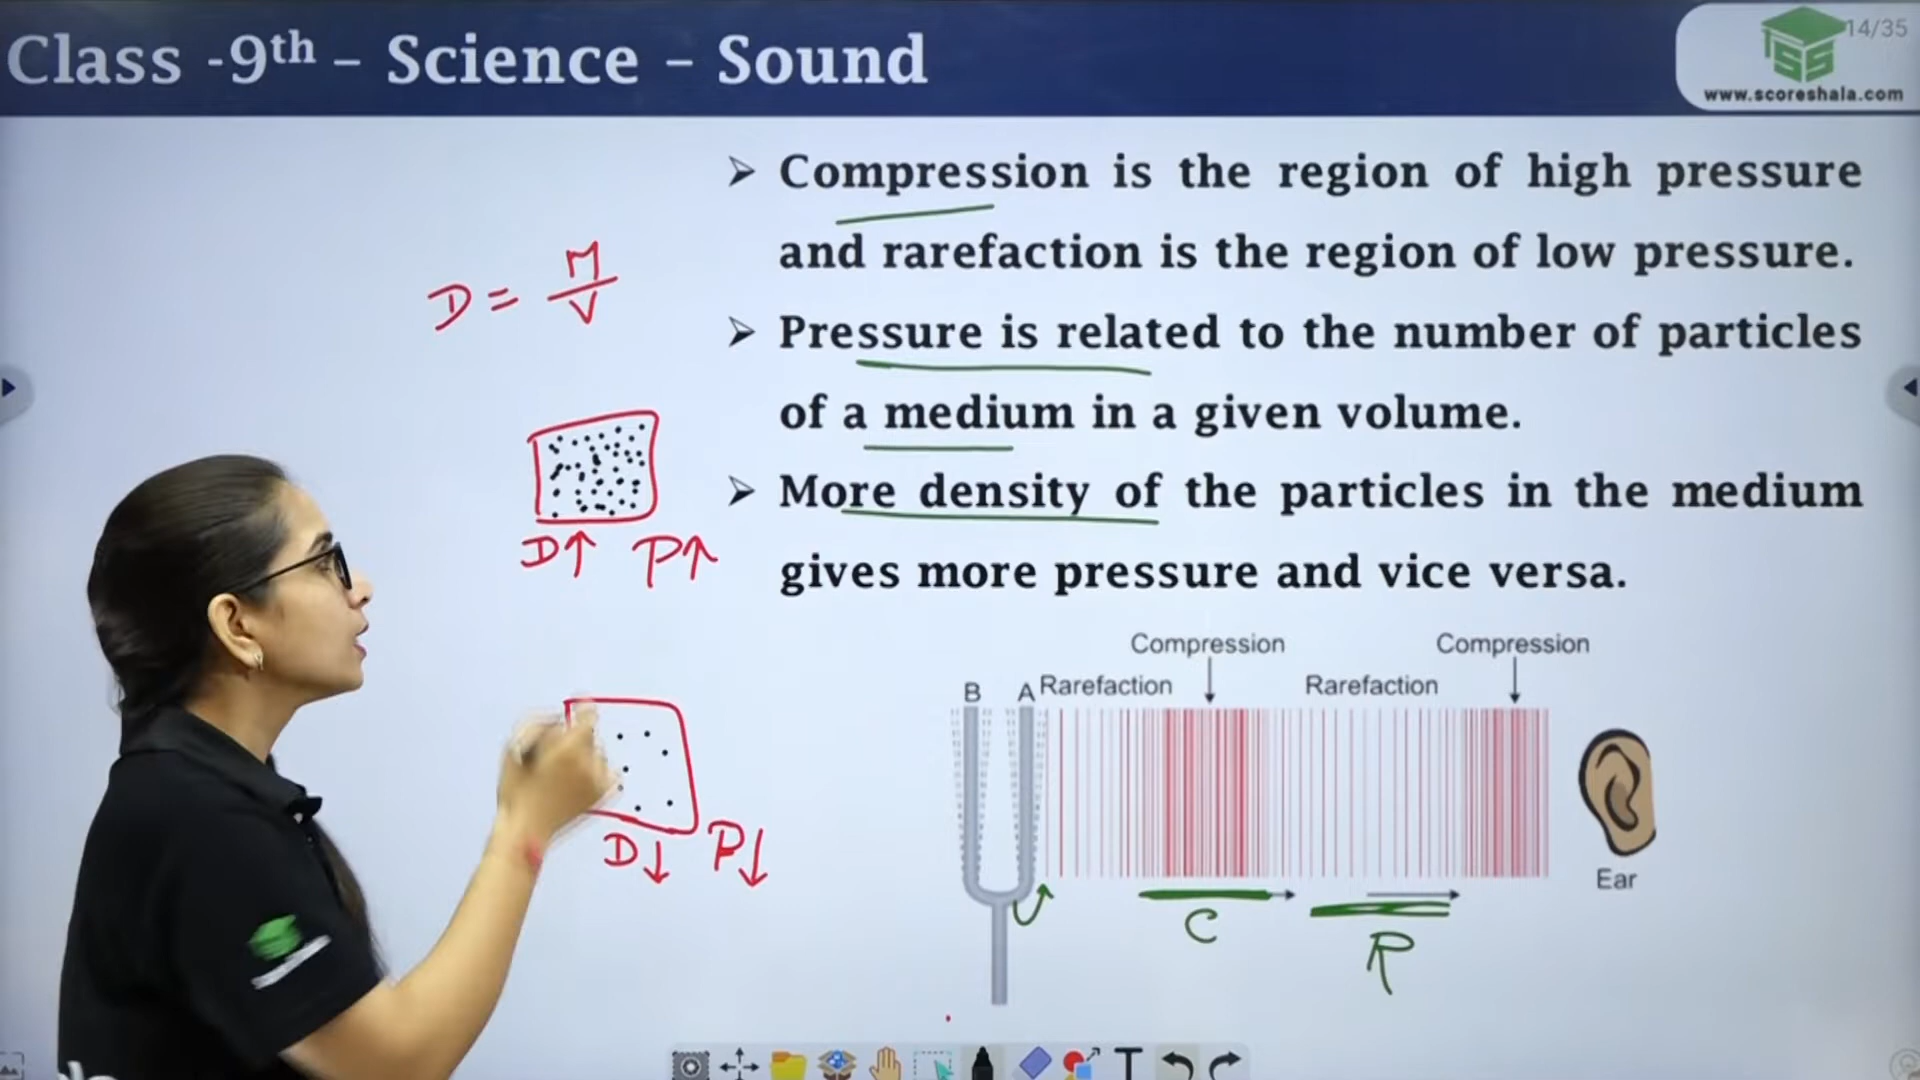 Class -9th – Science – Sound
14/35
SS
www.scoreshala.com
➢ Compression is the region of high pressure
and rarefaction is the region of low pressure.
➢ Pressure is related to the number of particles
of a medium in a given volume.
➢ More density of the particles in the medium
gives more pressure and vice versa.
D = M/V
D↑ P↑
D↓ P↓
Compression
Compression
B
A
Rarefaction
Rarefaction
Ear
C
R
T